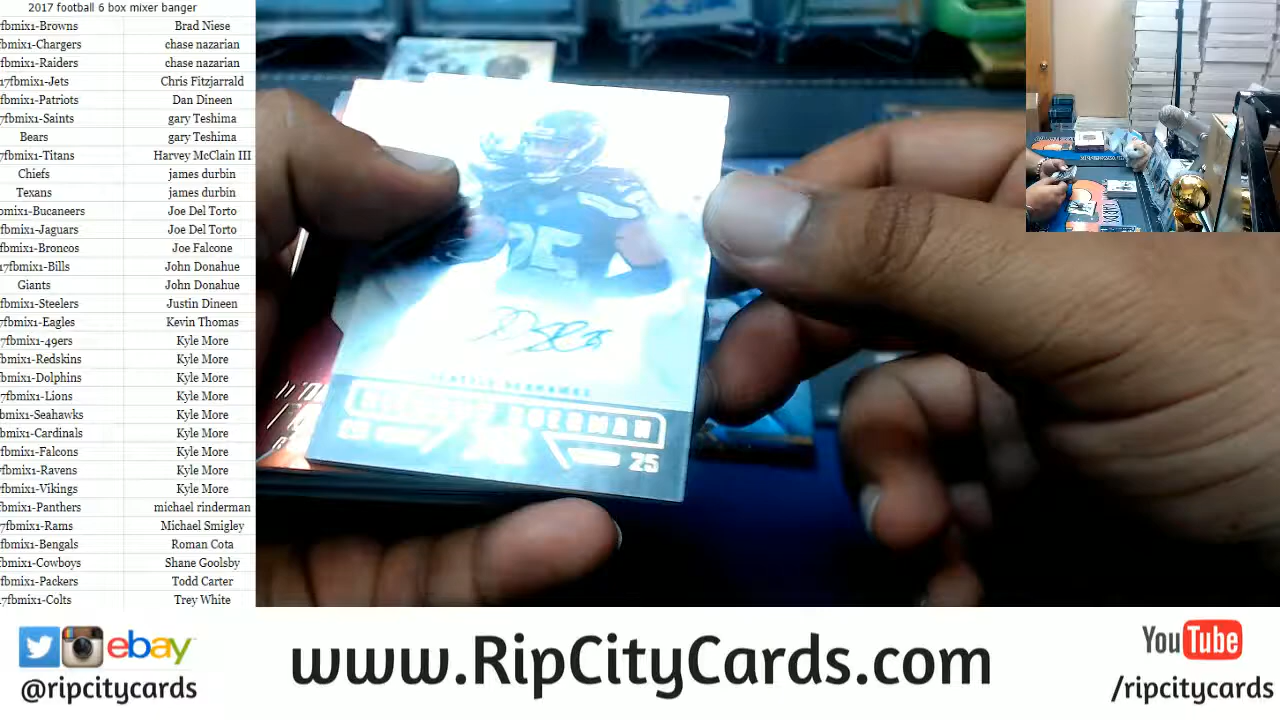 2017 football 6 box mixer banger
fbmix1-Browns Brad Niese
fbmix1-Chargers chase nazarian
fbmix1-Raiders chase nazarian
17fbmix1-Jets Chris Fitzjarrald
fbmix1-Patriots Dan Dineen
7fbmix1-Saints gary Teshima
Bears gary Teshima
7fbmix1-Titans Harvey McClain III
Chiefs james durbin
Texans james durbin
bmix1-Bucaneers Joe Del Torto
fbmix1-Jaguars Joe Del Torto
fbmix1-Broncos Joe Falcone
17fbmix1-Bills John Donahue
Giants John Donahue
fbmix1-Steelers Justin Dineen
7fbmix1-Eagles Kevin Thomas
7fbmix1-49ers Kyle More
fbmix1-Redskins Kyle More
fbmix1-Dolphins Kyle More
7fbmix1-Lions Kyle More
bmix1-Seahawks Kyle More
bmix1-Cardinals Kyle More
fbmix1-Falcons Kyle More
fbmix1-Ravens Kyle More
fbmix1-Vikings Kyle More
fbmix1-Panthers michael rinderman
7fbmix1-Rams Michael Smigley
fbmix1-Bengals Roman Cota
fbmix1-Cowboys Shane Goolsby
fbmix1-Packers Todd Carter
17fbmix1-Colts Trey White
25
SHERMAN
25
ebay
@ripcitycards
www.RipCityCards.com
YouTube
/ripcitycards